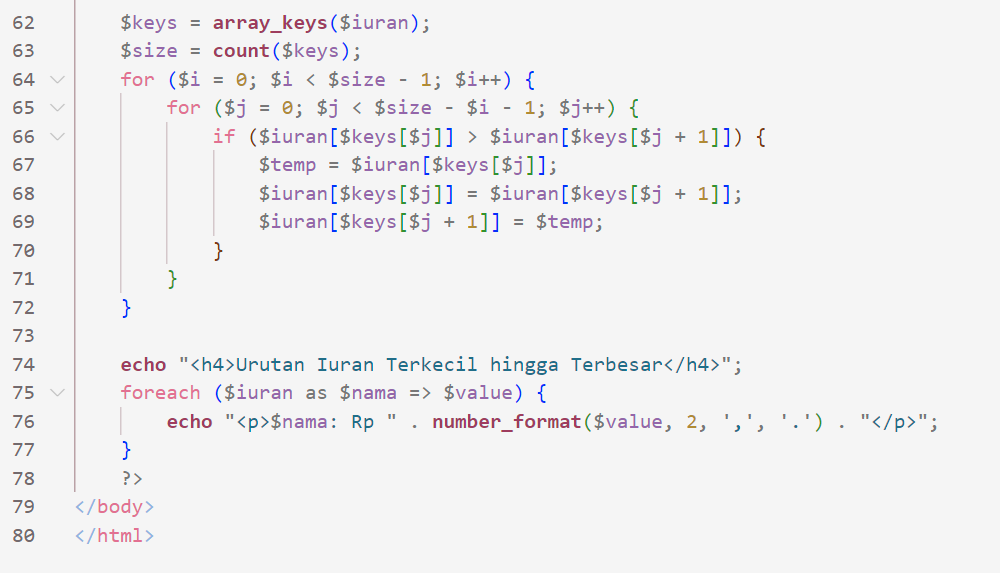 62 $keys = array_keys($iuran);
63 $size = count($keys);
64 for ($i = 0; $i < $size - 1; $i++) {
65 for ($j = 0; $j < $size - $i - 1; $j++) {
66 if ($iuran[$keys[$j]] > $iuran[$keys[$j + 1]]) {
67 $temp = $iuran[$keys[$j]];
68 $iuran[$keys[$j]] = $iuran[$keys[$j + 1]];
69 $iuran[$keys[$j + 1]] = $temp;
70 }
71 }
72 }
73
74 echo "<h4>Urutan Iuran Terkecil hingga Terbesar</h4>";
75 foreach ($iuran as $nama => $value) {
76 echo "<p>$nama: Rp " . number_format($value, 2, ',', '.') . "</p>";
77 }
78 ?>
79 </body>
80 </html>